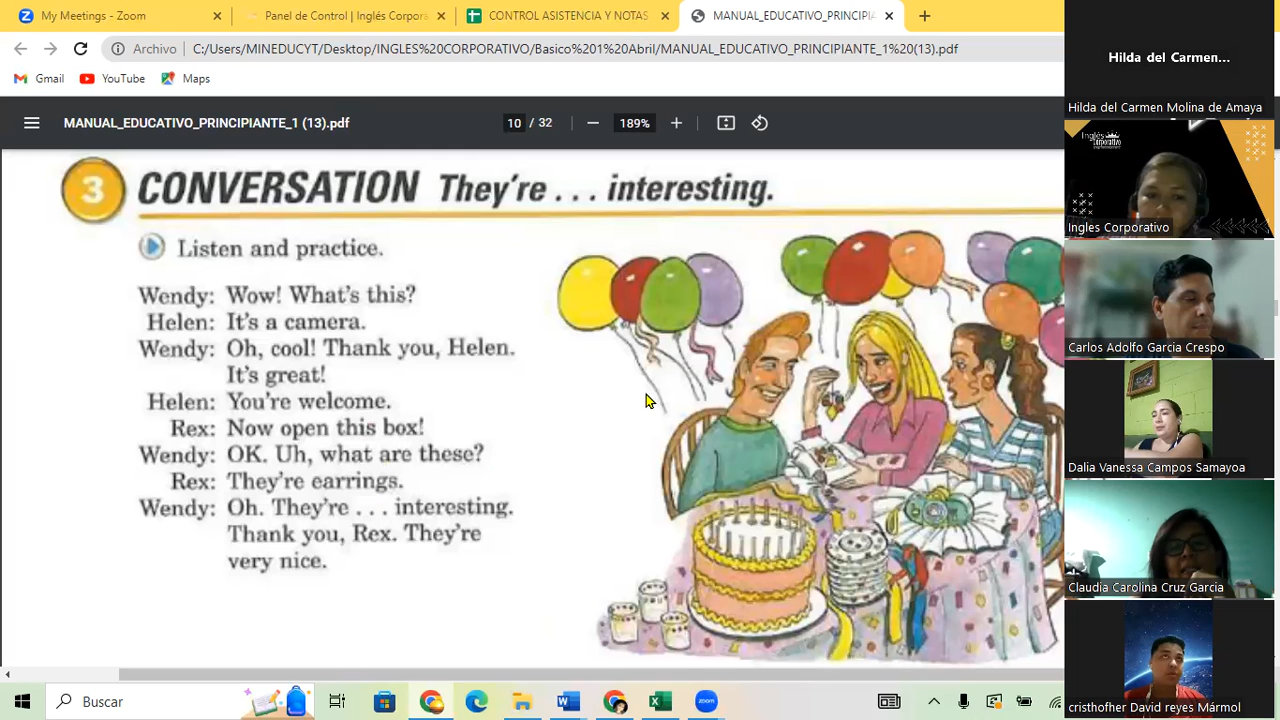 My Meetings - Zoom
Panel de Control | Inglés Corpora
CONTROL ASISTENCIA Y NOTAS
MANUAL_EDUCATIVO_PRINCIPIA
Archivo
C:/Users/MINEDUCYT/Desktop/INGLES%20CORPORATIVO/Basico%201%20Abril/MANUAL_EDUCATIVO_PRINCIPIANTE_1%20(13).pdf
Gmail
YouTube
Maps
MANUAL_EDUCATIVO_PRINCIPIANTE_1 (13).pdf
10 / 32
189%
3 CONVERSATION They're . . . interesting.
Listen and practice.
Wendy: Wow! What's this?
Helen: It's a camera.
Wendy: Oh, cool! Thank you, Helen.
It's great!
Helen: You're welcome.
Rex: Now open this box!
Wendy: OK. Uh, what are these?
Rex: They're earrings.
Wendy: Oh. They're . . . interesting.
Thank you, Rex. They're
very nice.
Hilda del Carmen...
Hilda del Carmen Molina de Amaya
Inglés
Corporativo
Ingles Corporativo
Carlos Adolfo Garcia Crespo
Dalia Vanessa Campos Samayoa
Claudia Carolina Cruz Garcia
cristhofher David reyes Mármol
Buscar
zoom